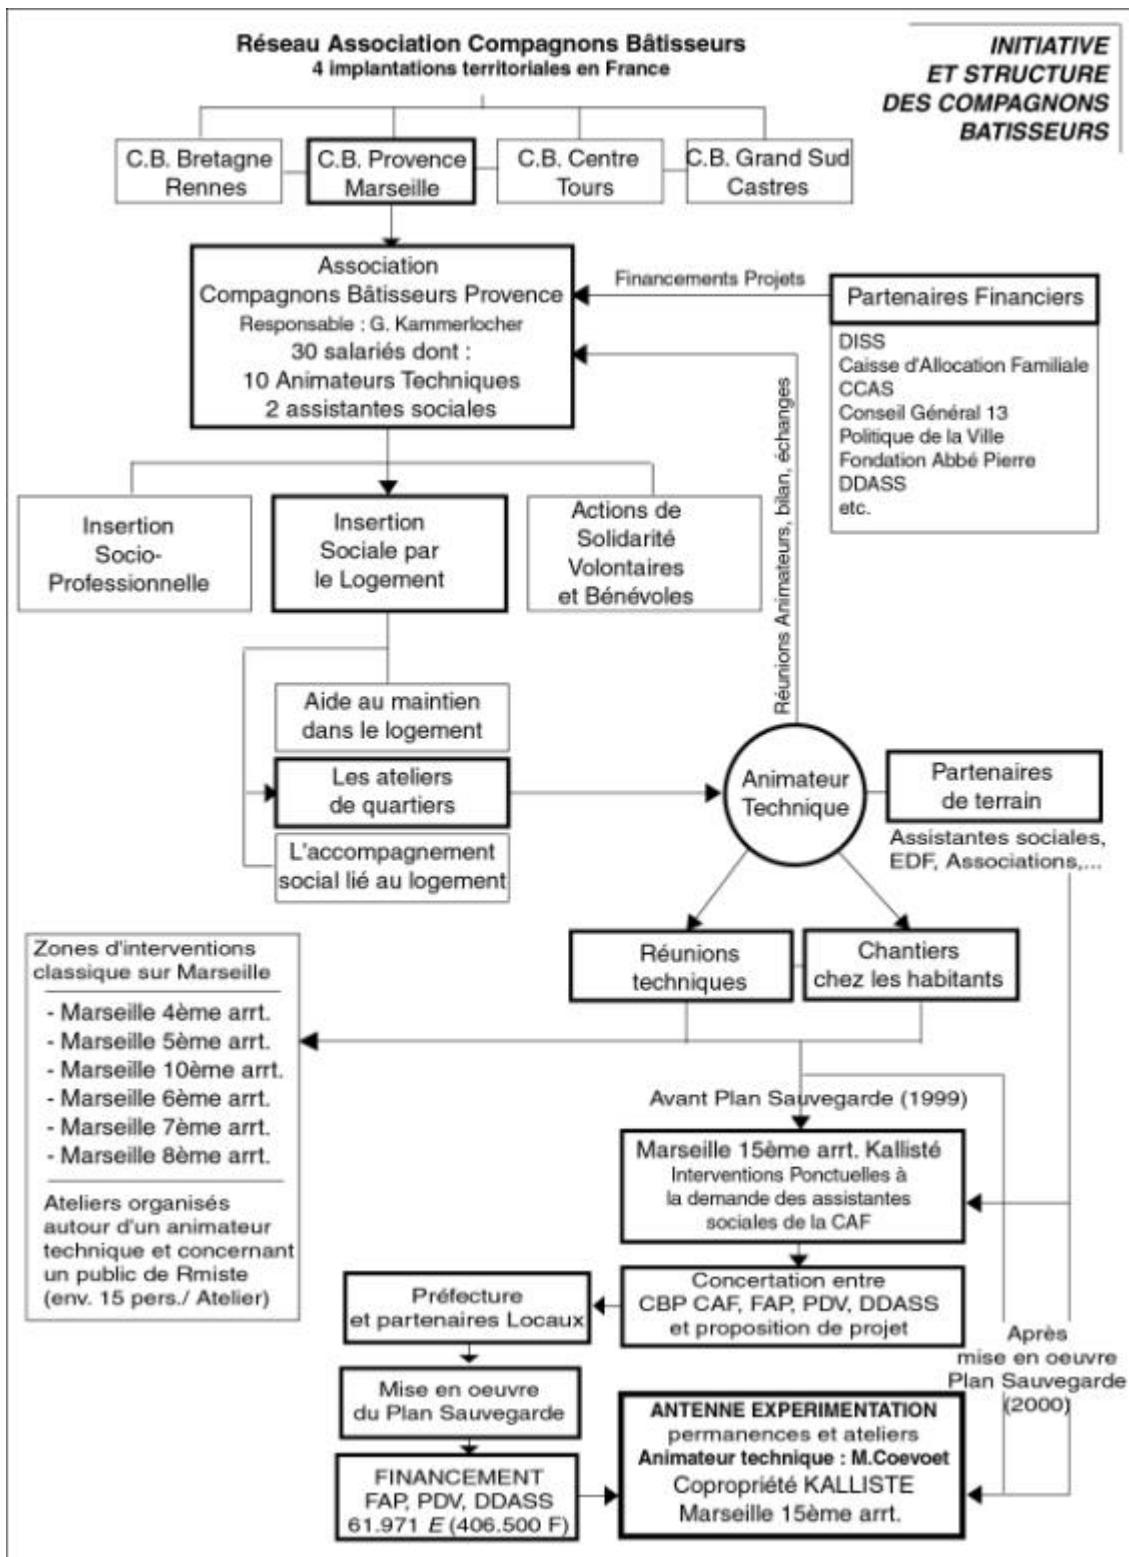 Réseau Association Compagnons Bâtisseurs
4 implantations territoriales en France
INITIATIVE
ET STRUCTURE
DES COMPAGNONS
BATISSEURS
C.B. Bretagne
Rennes
C.B. Provence
Marseille
C.B. Centre
Tours
C.B. Grand Sud
Castres
Association
Compagnons Bâtisseurs Provence
Responsable : G. Kammerlocher
30 salariés dont :
10 Animateurs Techniques
2 assistantes sociales
Financements Projets
Partenaires Financiers
DISS
Caisse d'Allocation Familiale
CCAS
Conseil Général 13
Politique de la Ville
Fondation Abbé Pierre
DDASS
etc.
Réunions Animateurs, bilan, échanges
Insertion
Socio-
Professionnelle
Insertion
Sociale par
le Logement
Actions de
Solidarité
Volontaires
et Bénévoles
Aide au maintien
dans le logement
Les ateliers
de quartiers
L'accompagnement
social lié au logement
Animateur
Technique
Partenaires
de terrain
Assistantes sociales,
EDF, Associations,...
Réunions
techniques
Chantiers
chez les habitants
Zones d'interventions
classique sur Marseille
- Marseille 4ème arrt.
- Marseille 5ème arrt.
- Marseille 10ème arrt.
- Marseille 6ème arrt.
- Marseille 7ème arrt.
- Marseille 8ème arrt.
Ateliers organisés
autour d'un animateur
technique et concernant
un public de Rmiste
(env. 15 pers./ Atelier)
Avant Plan Sauvegarde (1999)
Marseille 15ème arrt. Kallisté
Interventions Ponctuelles à
la demande des assistantes
sociales de la CAF
Concertation entre
CBP CAF, FAP, PDV, DDASS
et proposition de projet
Préfecture
et partenaires Locaux
Mise en oeuvre
du Plan Sauvegarde
FINANCEMENT
FAP, PDV, DDASS
61.971 E (406.500 F)
Après
mise en oeuvre
Plan Sauvegarde
(2000)
ANTENNE EXPERIMENTATION
permanences et ateliers
Animateur technique : M.Coevoet
Copropriété KALLISTE
Marseille 15ème arrt.